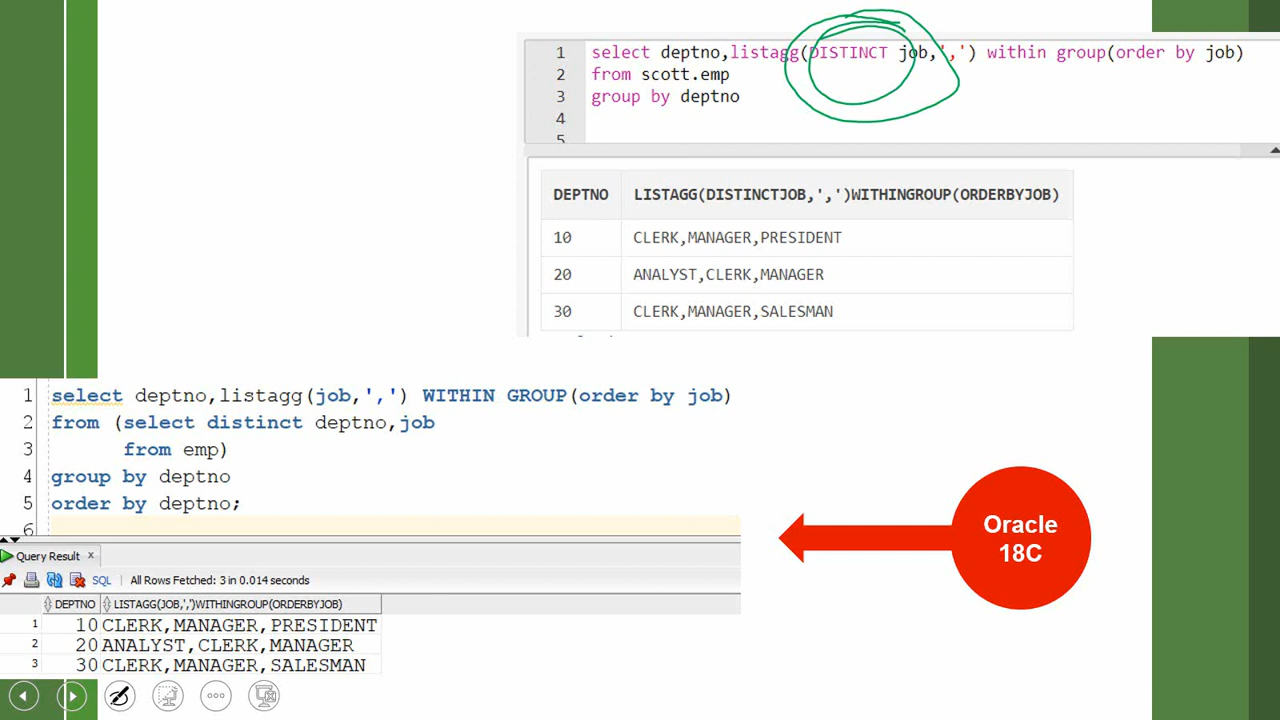 1 select deptno,listagg(DISTINCT job,',') within group(order by job)
2 from scott.emp
3 group by deptno
4
5
DEPTNO LISTAGG(DISTINCTJOB,',')WITHINGROUP(ORDERBYJOB)
10 CLERK,MANAGER,PRESIDENT
20 ANALYST,CLERK,MANAGER
30 CLERK,MANAGER,SALESMAN
1 select deptno,listagg(job,',') WITHIN GROUP(order by job)
2 from (select distinct deptno,job
3 from emp)
4 group by deptno
5 order by deptno;
6
Oracle
18C
Query Result x
SQL | All Rows Fetched: 3 in 0.014 seconds
DEPTNO LISTAGG(JOB,',')WITHINGROUP(ORDERBYJOB)
1 10 CLERK,MANAGER,PRESIDENT
2 20 ANALYST,CLERK,MANAGER
3 30 CLERK,MANAGER,SALESMAN